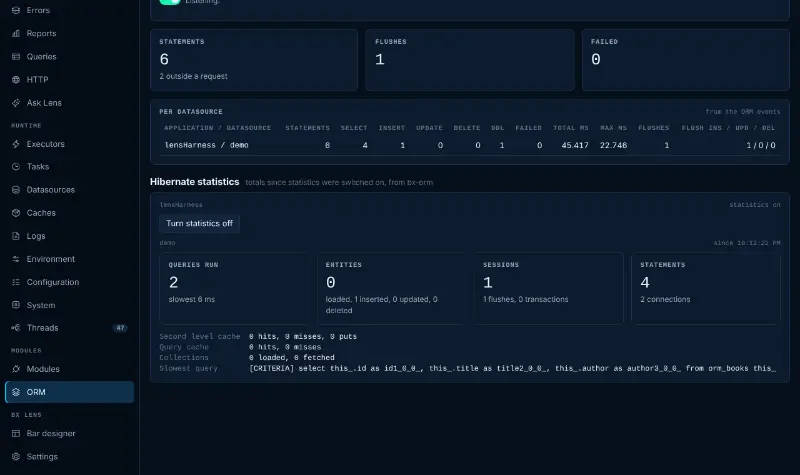 Errors
Reports
Queries
HTTP
Ask Lens
RUNTIME
Executors
Tasks
Datasources
Caches
Logs
Environment
Configuration
System
Threads 47
MODULES
Modules
ORM
BX LENS
Bar designer
Settings
Listening.
STATEMENTS
6
2 outside a request
FLUSHES
1
FAILED
0
PER DATASOURCE from the ORM events
APPLICATION / DATASOURCE STATEMENTS SELECT INSERT UPDATE DELETE DDL FAILED TOTAL MS MAX MS FLUSHES FLUSH INS / UPD / DEL
lensHarness / demo 6 4 1 0 0 1 0 45.417 22.746 1 1 / 0 / 0
Hibernate statistics totals since statistics were switched on, from bx-orm
lensHarness statistics on
Turn statistics off
demo since 10:12:22 PM
QUERIES RUN
2
slowest 6 ms
ENTITIES
0
loaded, 1 inserted, 0 updated, 0
deleted
SESSIONS
1
1 flushes, 0 transactions
STATEMENTS
4
2 connections
Second level cache 0 hits, 0 misses, 0 puts
Query cache 0 hits, 0 misses
Collections 0 loaded, 0 fetched
Slowest query [CRITERIA] select this_.id as id1_0_0_, this_.title as title2_0_0_, this_.author as author3_0_0_ from orm_books this_